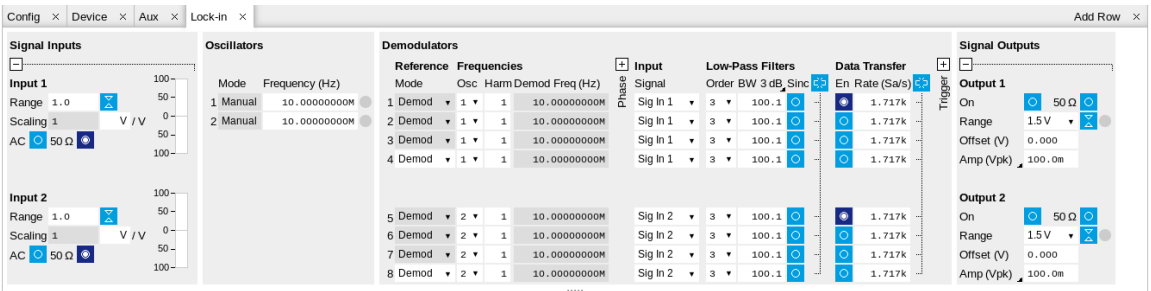 Config × Device × Aux × Lock-in × Add Row ×
Signal Inputs Oscillators Demodulators Signal Outputs
Reference Frequencies Input Low-Pass Filters Data Transfer
Input 1 Mode Frequency (Hz) Mode Osc Harm Demod Freq (Hz) Phase Signal Order BW 3 dB Sinc En Rate (Sa/s) Trigger Output 1
Range 1.0 1 Manual 10.00000000M 1 Demod 1 1 10.00000000M Sig In 1 3 100.1 1.717k On 50 Ω
Scaling 1 V / V 2 Manual 10.00000000M 2 Demod 1 1 10.00000000M Sig In 1 3 100.1 1.717k Range 1.5 V
AC 50 Ω 3 Demod 1 1 10.00000000M Sig In 1 3 100.1 1.717k Offset (V) 0.000
4 Demod 1 1 10.00000000M Sig In 1 3 100.1 1.717k Amp (Vpk) 100.0m
100
50
0
50
100
Input 2 Output 2
Range 1.0 5 Demod 2 1 10.00000000M Sig In 2 3 100.1 1.717k On 50 Ω
Scaling 1 V / V 6 Demod 2 1 10.00000000M Sig In 2 3 100.1 1.717k Range 1.5 V
AC 50 Ω 7 Demod 2 1 10.00000000M Sig In 2 3 100.1 1.717k Offset (V) 0.000
8 Demod 2 1 10.00000000M Sig In 2 3 100.1 1.717k Amp (Vpk) 100.0m
100
50
0
50
100